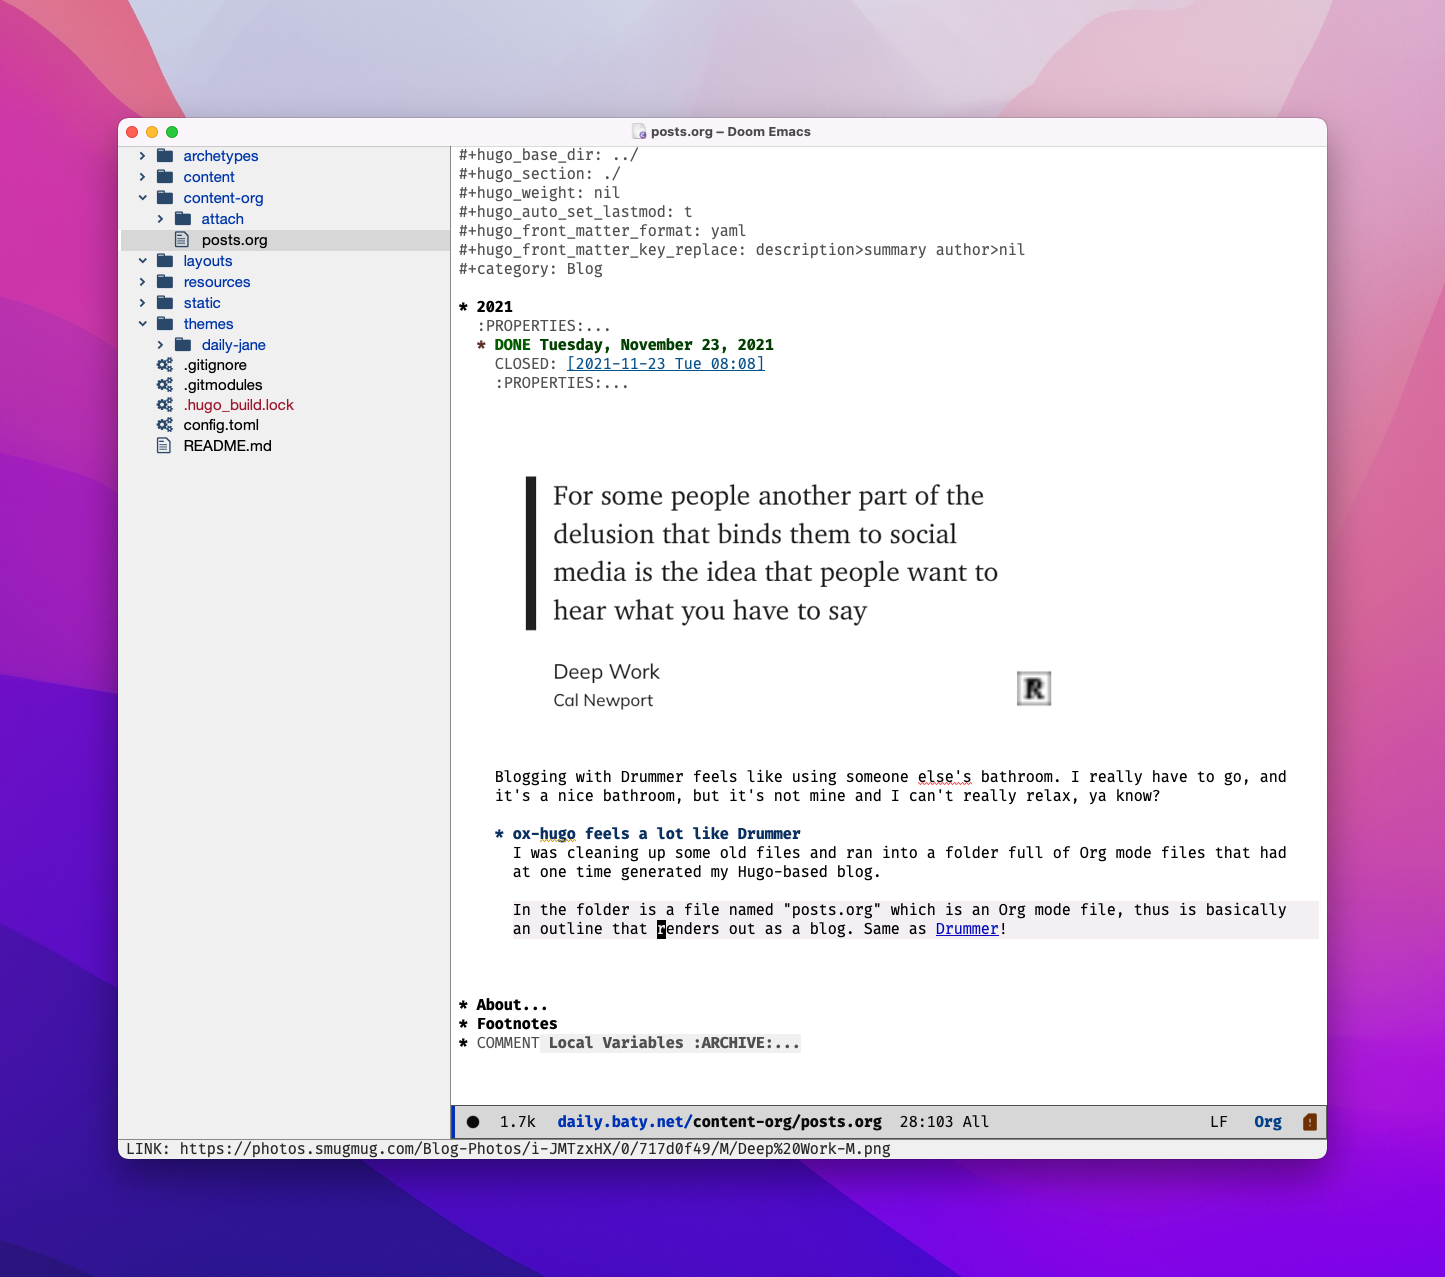 posts.org – Doom Emacs
archetypes
content
content-org
attach
posts.org
layouts
resources
static
themes
daily-jane
.gitignore
.gitmodules
.hugo_build.lock
config.toml
README.md
#+hugo_base_dir: ../
#+hugo_section: ./
#+hugo_weight: nil
#+hugo_auto_set_lastmod: t
#+hugo_front_matter_format: yaml
#+hugo_front_matter_key_replace: description>summary author>nil
#+category: Blog
* 2021
:PROPERTIES:...
* DONE Tuesday, November 23, 2021
CLOSED: [2021-11-23 Tue 08:08]
:PROPERTIES:...
For some people another part of the
delusion that binds them to social
media is the idea that people want to
hear what you have to say
Deep Work
Cal Newport
R
Blogging with Drummer feels like using someone else's bathroom. I really have to go, and
it's a nice bathroom, but it's not mine and I can't really relax, ya know?
* ox-hugo feels a lot like Drummer
I was cleaning up some old files and ran into a folder full of Org mode files that had
at one time generated my Hugo-based blog.
In the folder is a file named "posts.org" which is an Org mode file, thus is basically
an outline that renders out as a blog. Same as Drummer!
* About...
* Footnotes
* COMMENT Local Variables :ARCHIVE:...
1.7k daily.baty.net/content-org/posts.org 28:103 All LF Org
LINK: https://photos.smugmug.com/Blog-Photos/i-JMTzxHX/0/717d0f49/M/Deep%20Work-M.png